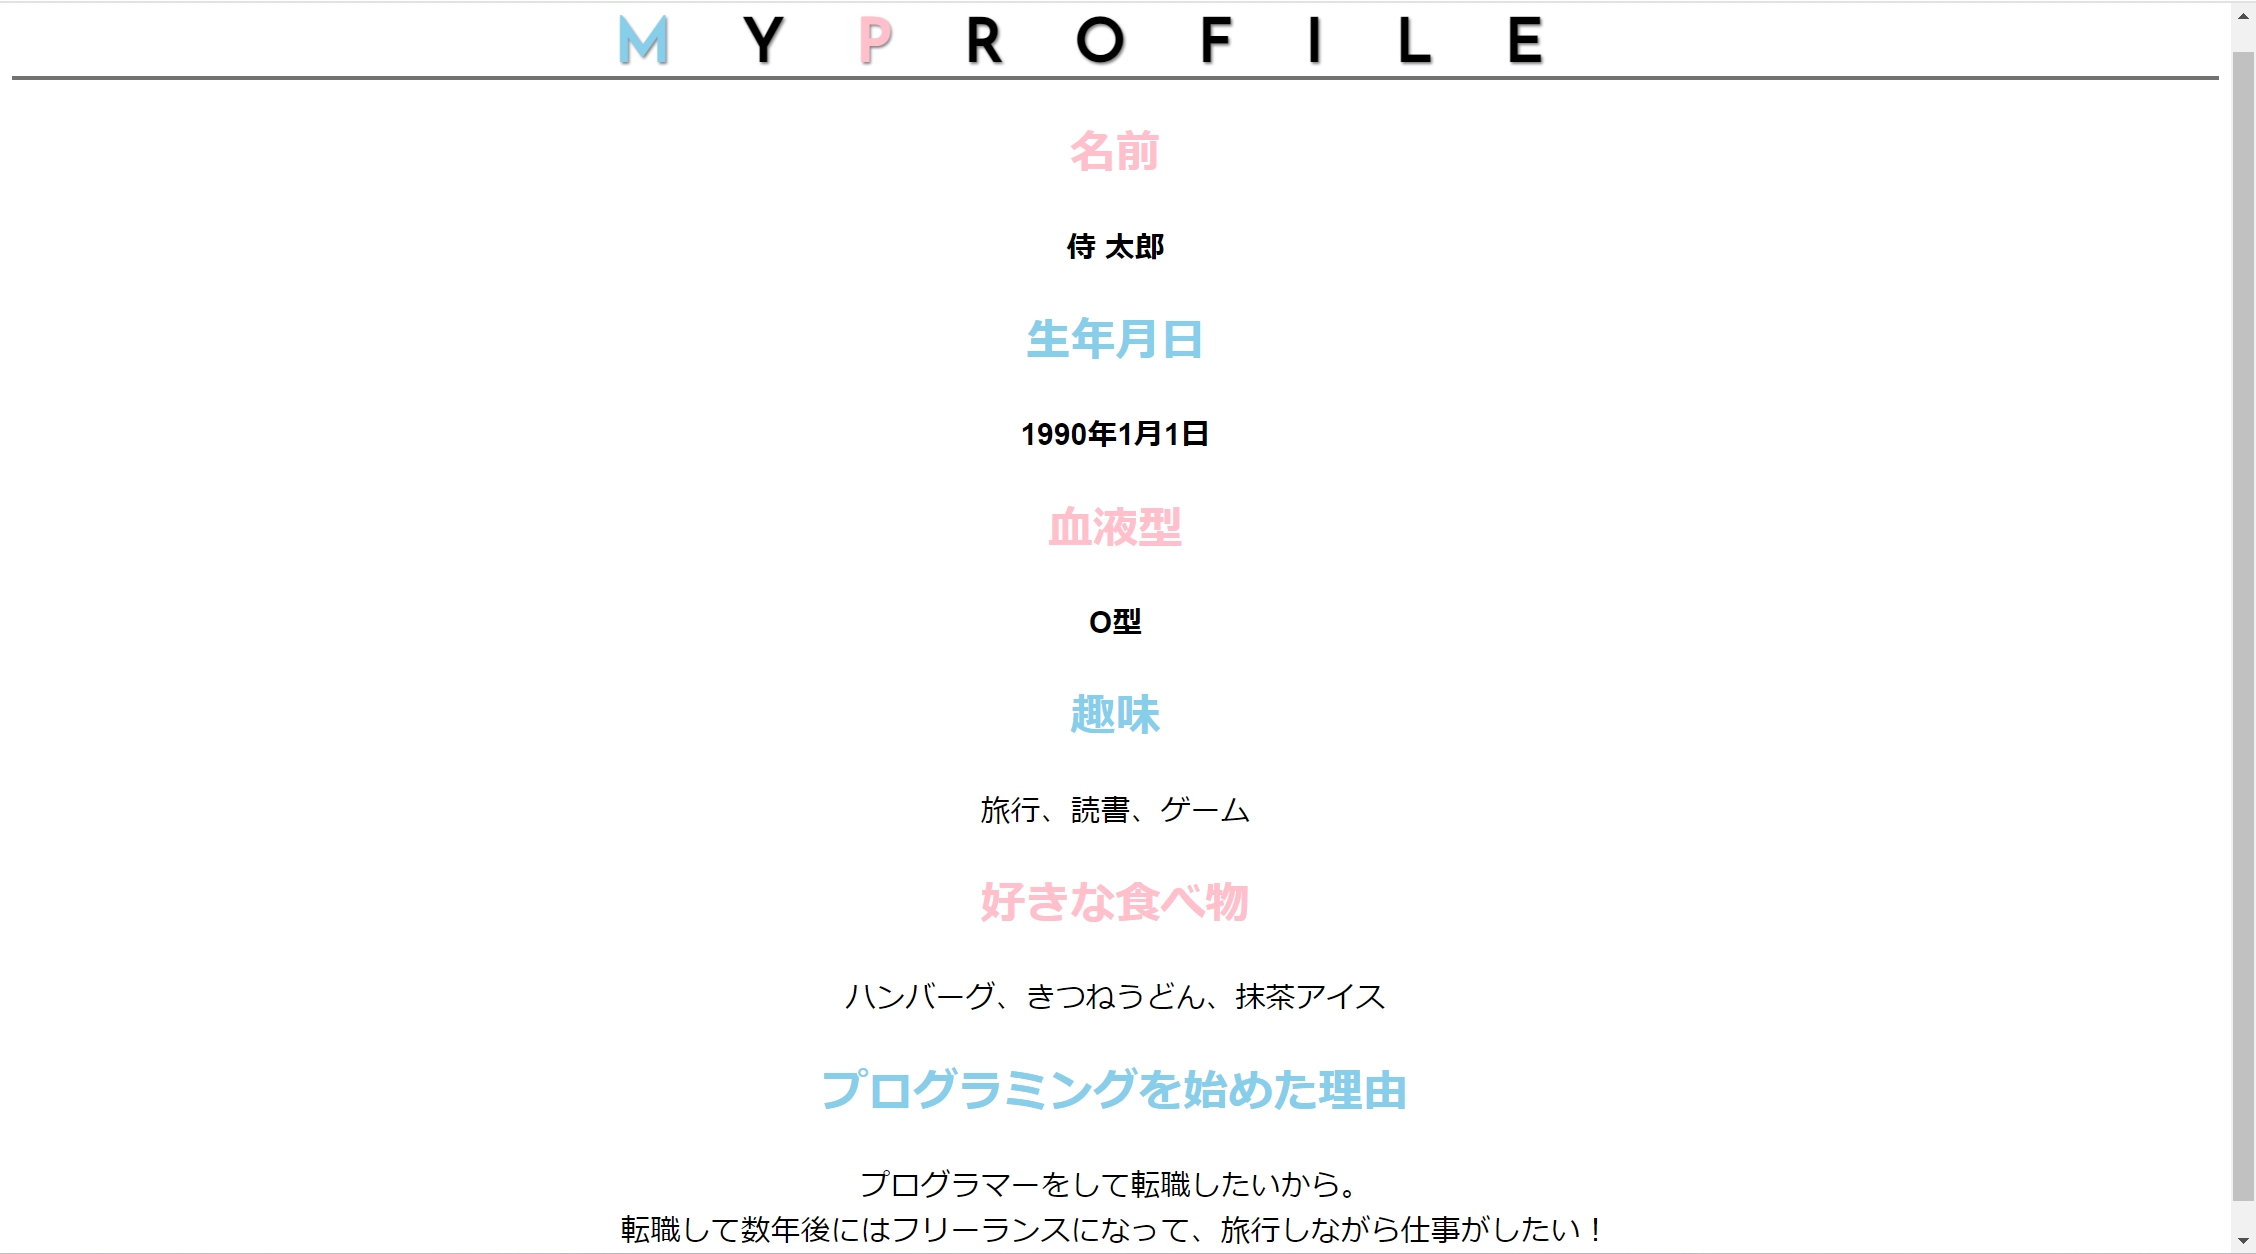 MY PROFILE
名前
侍 太郎
生年月日
1990年1月1日
血液型
O型
趣味
旅行、読書、ゲーム
好きな食べ物
ハンバーグ、きつねうどん、抹茶アイス
プログラミングを始めた理由
プログラマーをして転職したいから。
転職して数年後にはフリーランスになって、旅行しながら仕事がしたい！